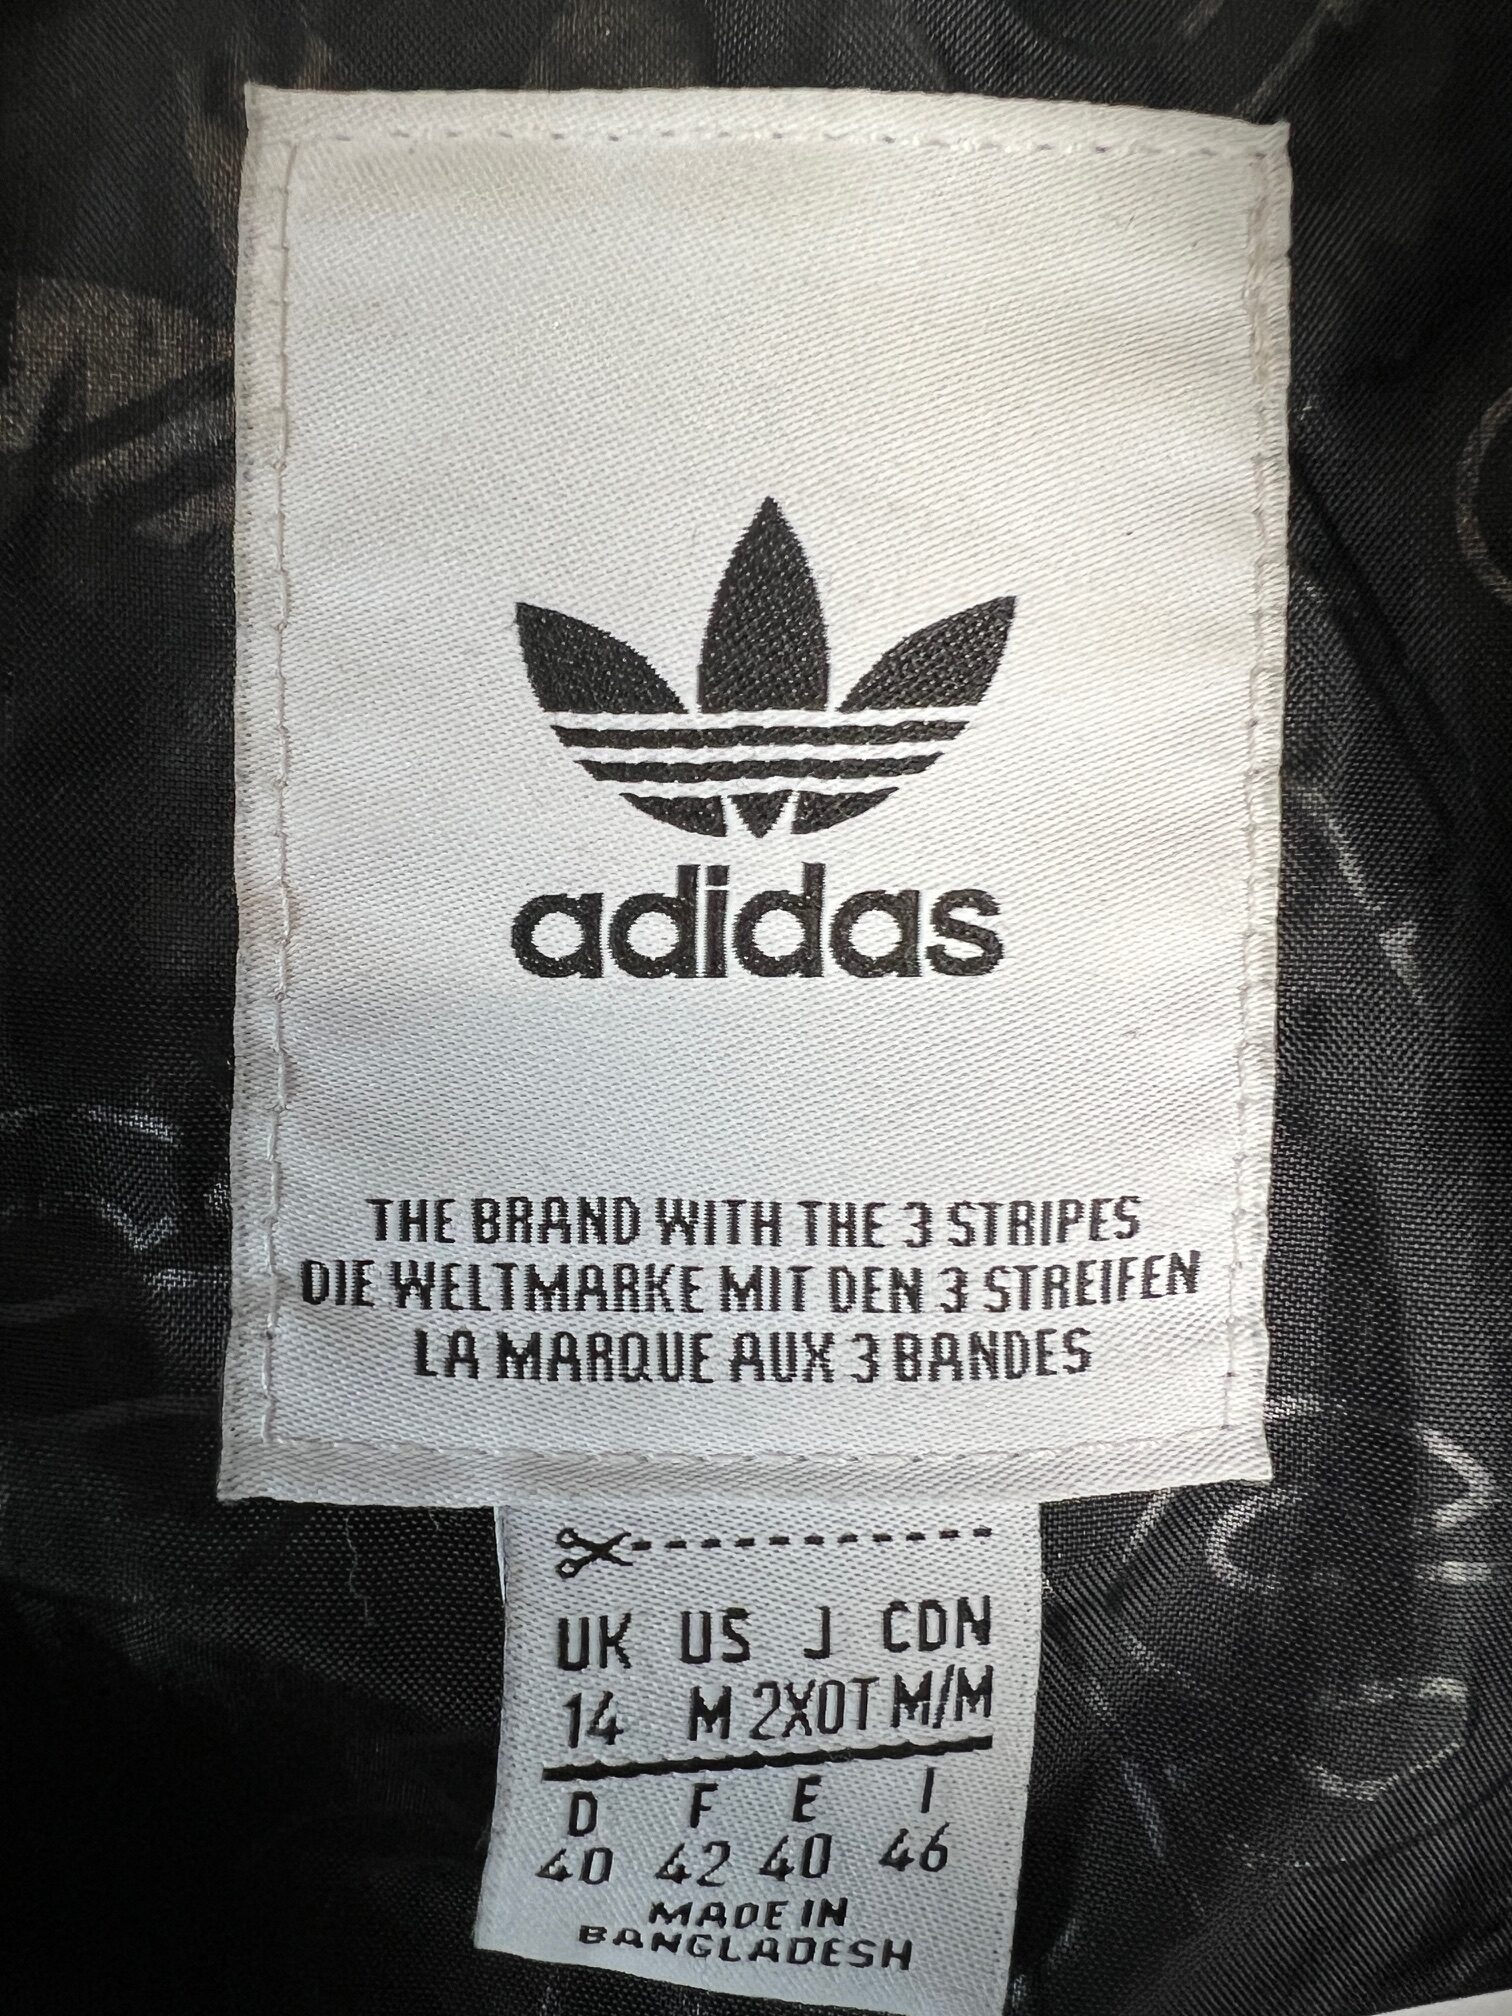 adidas
THE BRAND WITH THE 3 STRIPES
DIE WELTMARKE MIT DEN 3 STREIFEN
LA MARQUE AUX 3 BANDES
UK US J CDN
14 M 2XOT M/M
D F E I
40 42 40 46
MADE IN
BANGLADESH